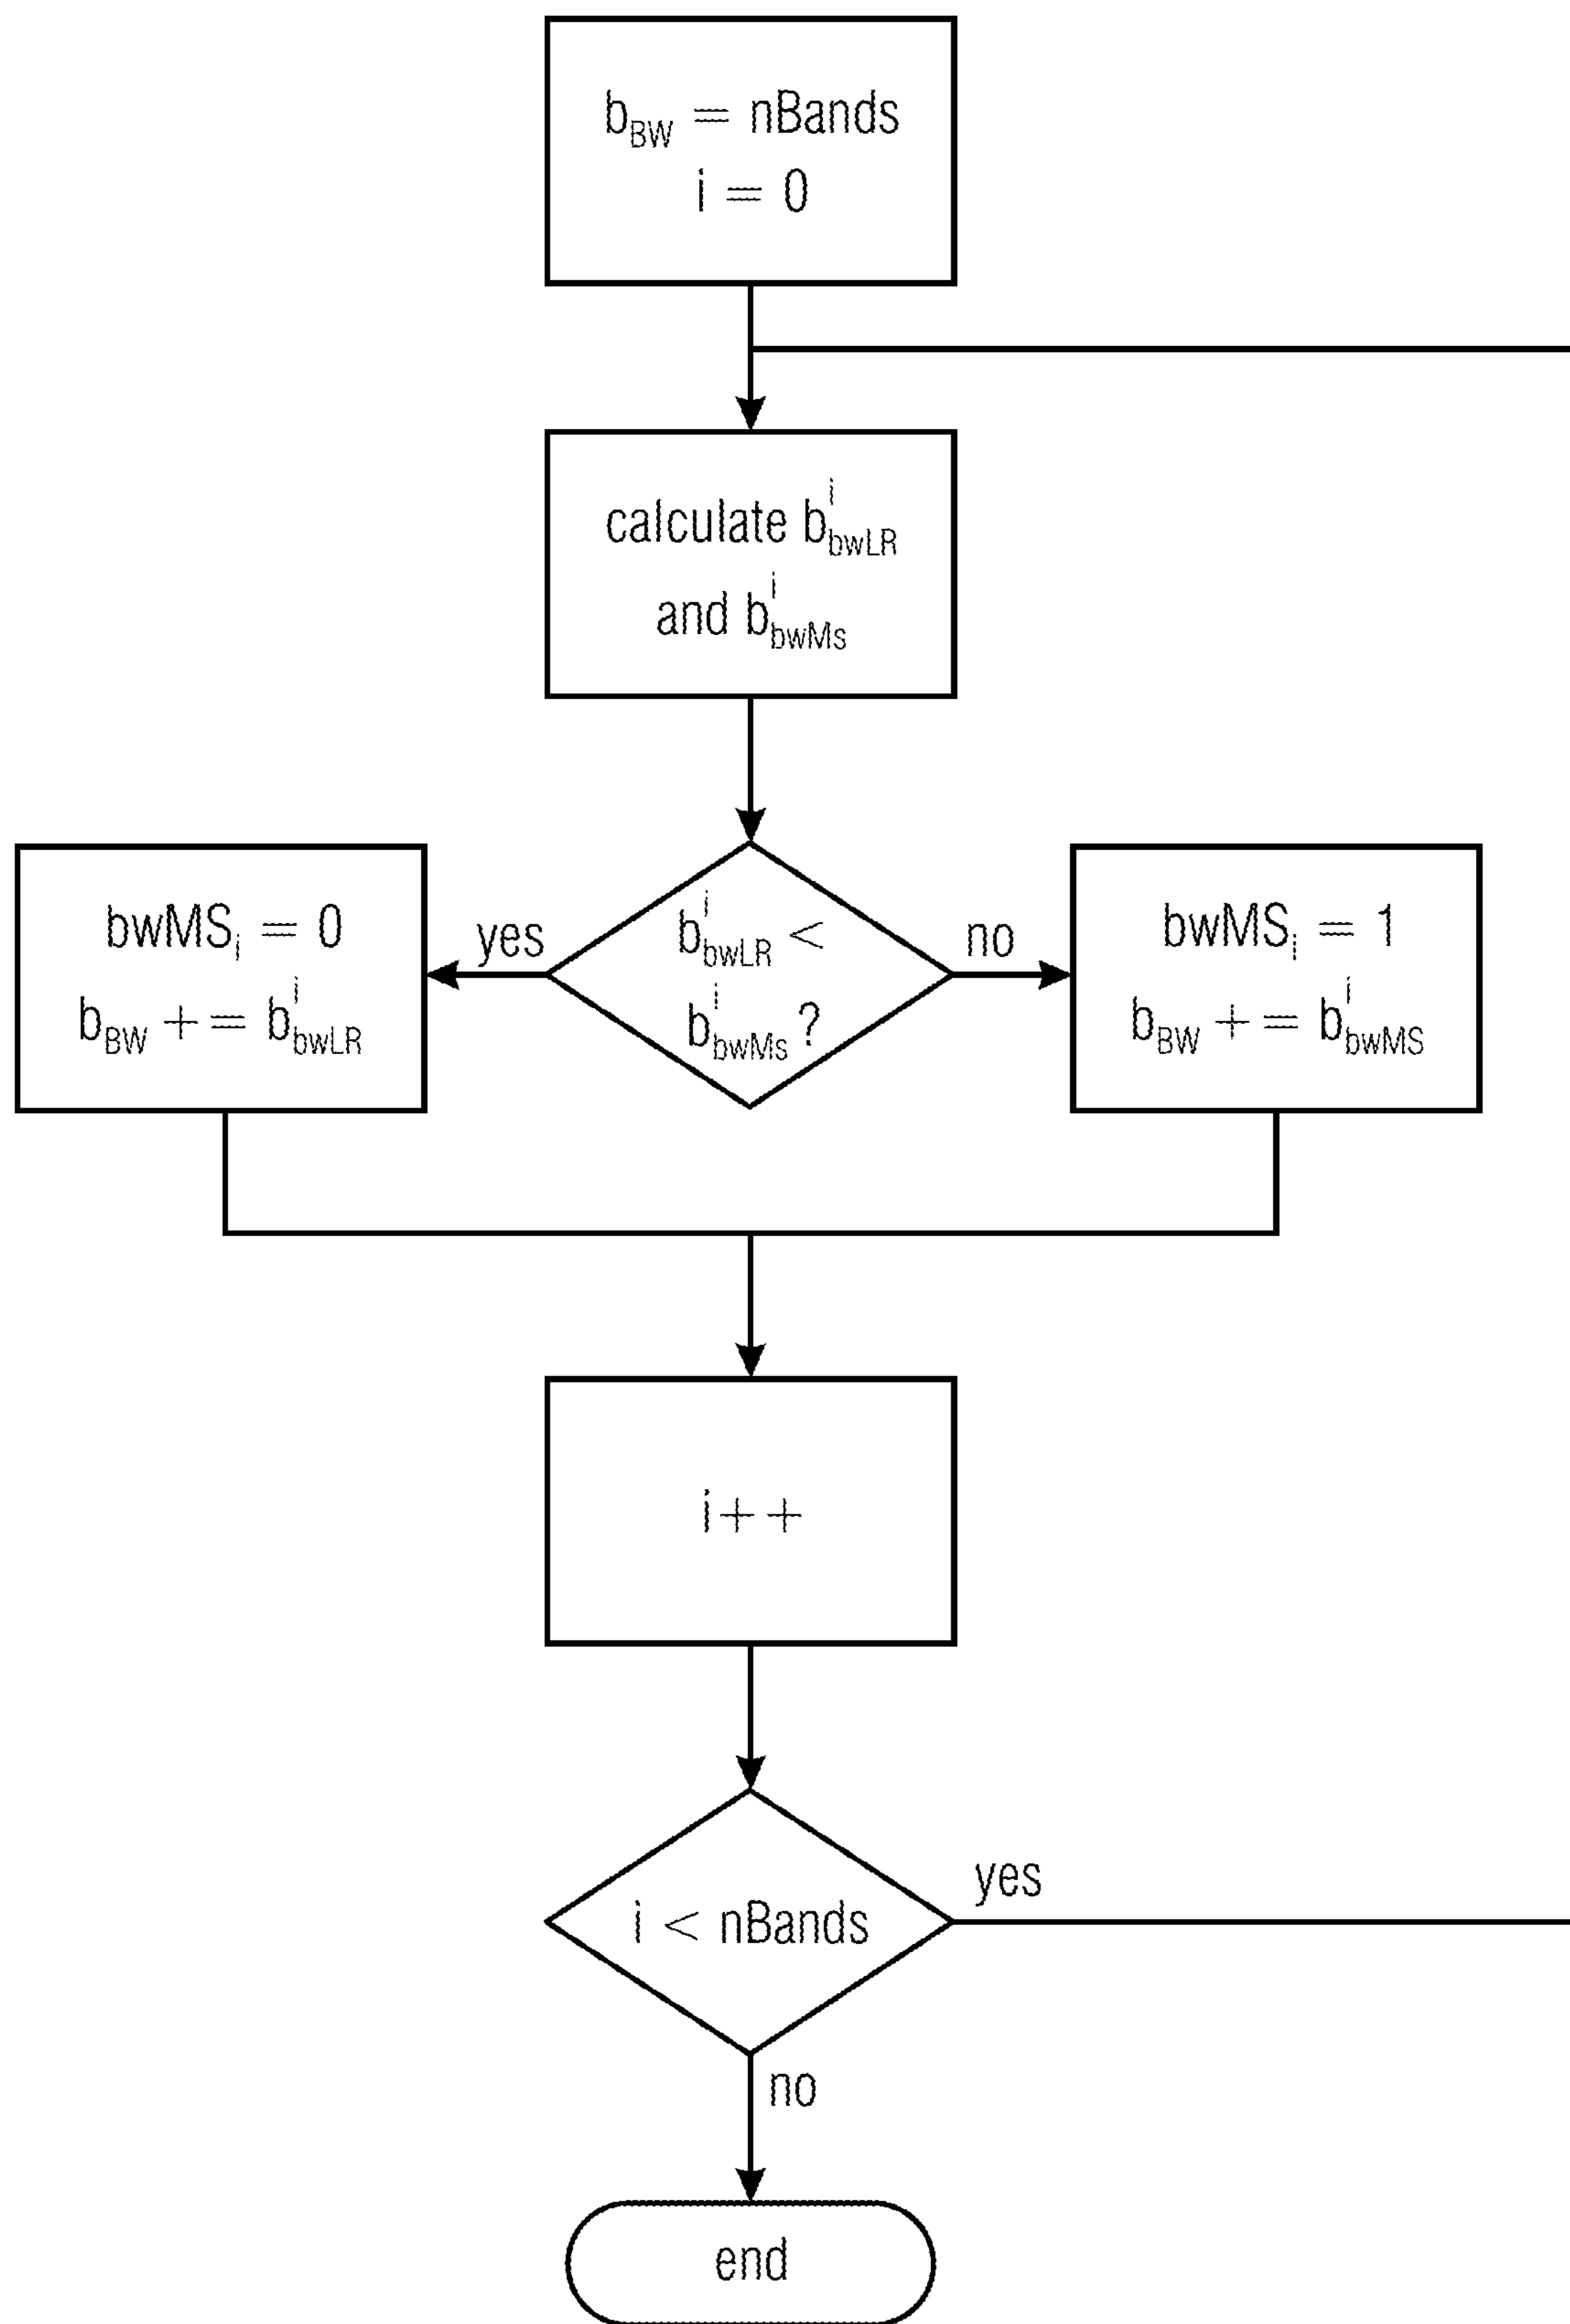 b_BW = nBands
i = 0
calculate b^i_bwLR
and b^i_bwMs
b^i_bwLR <
b^i_bwMs ?
yes
no
bwMS_i = 0
b_BW += b^i_bwLR
bwMS_i = 1
b_BW += b^i_bwMS
i++
i < nBands
yes
no
end